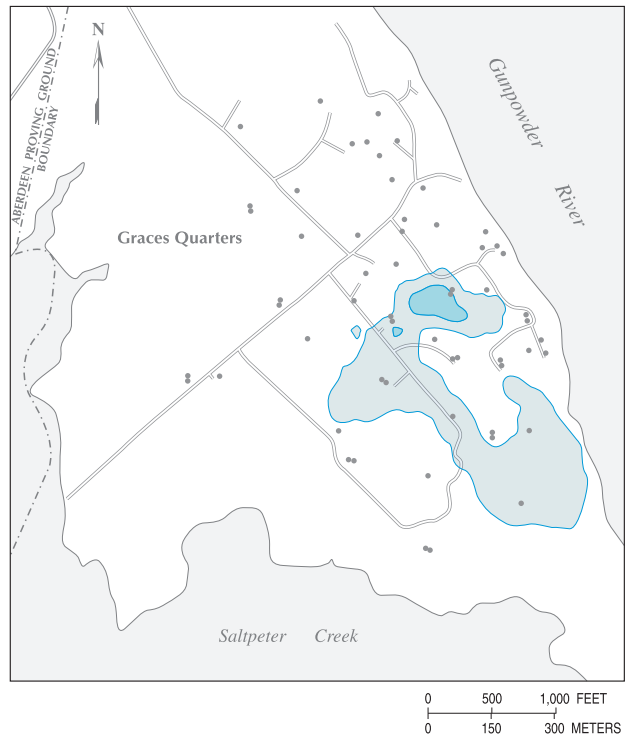 N
ABERDEEN PROVING GROUND
BOUNDARY
Gunpowder
River
Graces Quarters
Saltpeter Creek
0 500 1,000 FEET
0 150 300 METERS